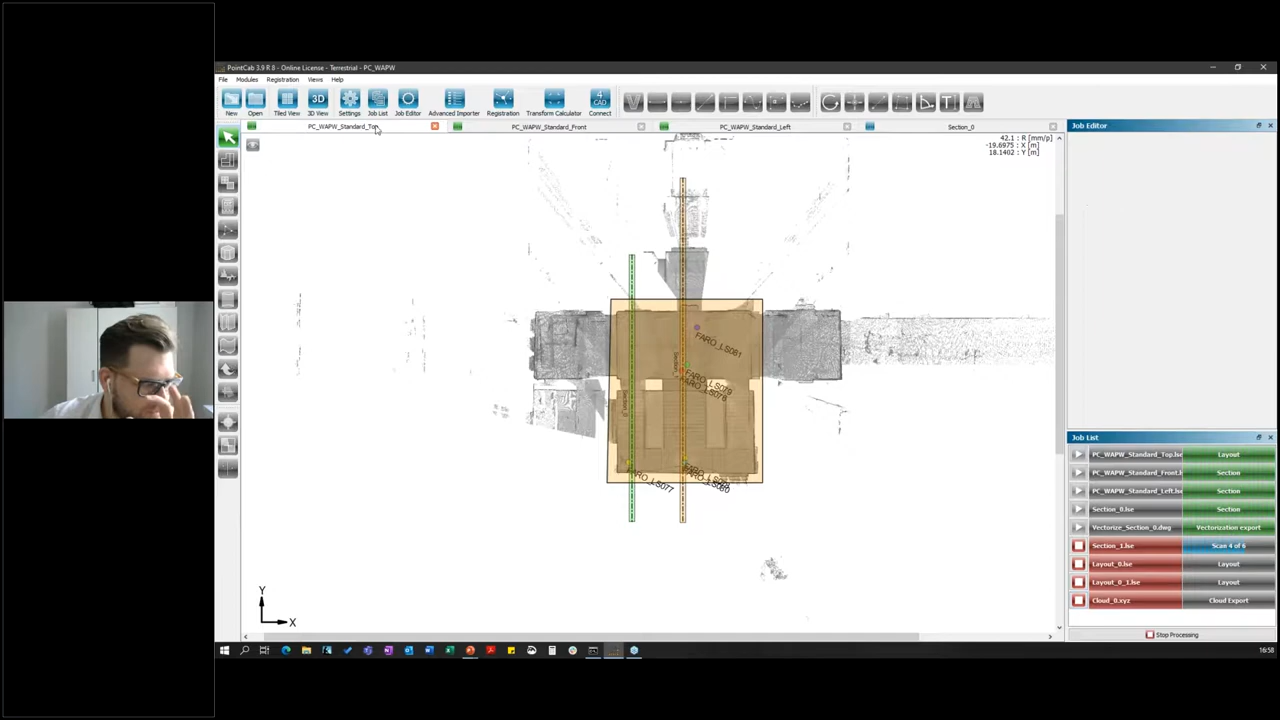 PointCab 3.9 R 8 - Online License - Terrestrial - PC_WAPW
File Modules Registration Views Help
New Open Tiled View 3D View Settings Job List Job Editor Advanced Importer Registration Transform Calculator Connect
PC_WAPW_Standard_Top PC_WAPW_Standard_Front PC_WAPW_Standard_Left Section_0
Job Editor
42.1 : R [mm/p]
-19.6975 : X [m]
18.1402 : Y [m]
FARO_LS081
FARO_LS079
FARO_LS078
Section_0
FARO_LS077
Y
X
Job List
PC_WAPW_Standard_Top.lse Layout
PC_WAPW_Standard_Front.l Section
PC_WAPW_Standard_Left.lse Section
Section_0.lse Section
Vectorize_Section_0.dwg Vectorization export
Section_1.lse Scan 4 of 6
Layout_0.lse Layout
Layout_0_1.lse Layout
Cloud_0.xyz Cloud Export
Stop Processing
16:58